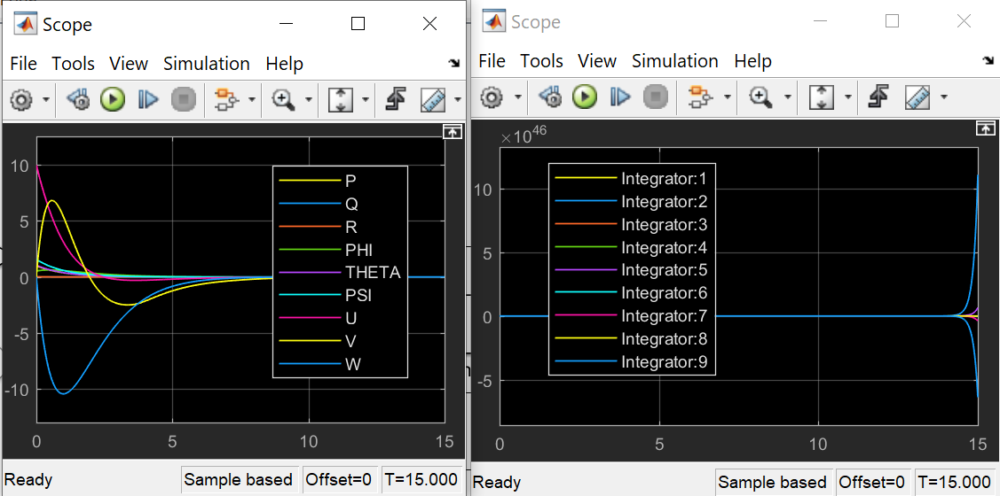 Scope
File Tools View Simulation Help
10
5
0
-5
-10
0 5 10 15
P
Q
R
PHI
THETA
PSI
U
V
W
Ready
Sample based Offset=0 T=15.000
Scope
File Tools View Simulation Help
×10^46
10
5
0
-5
0 5 10 15
Integrator:1
Integrator:2
Integrator:3
Integrator:4
Integrator:5
Integrator:6
Integrator:7
Integrator:8
Integrator:9
Ready
Sample based Offset=0 T=15.000